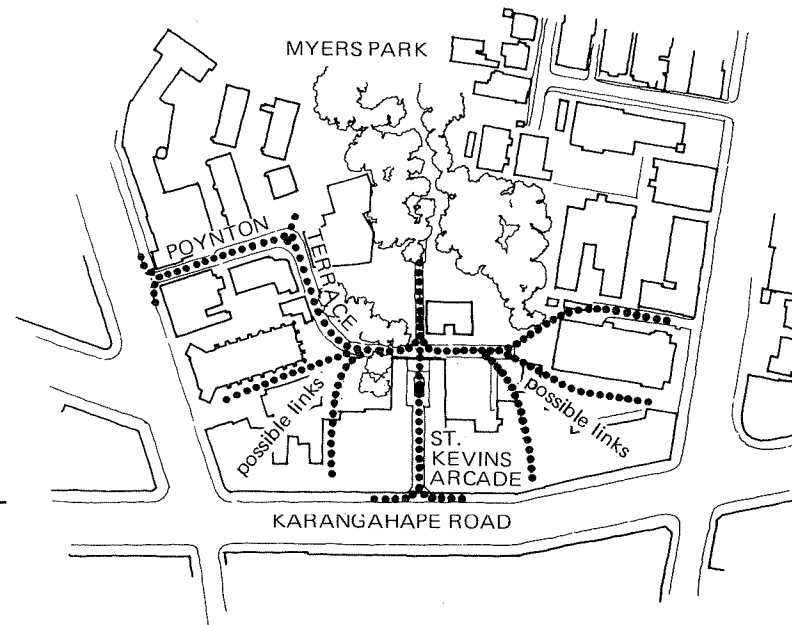 MYERS PARK
POYNTON
TERRACE
possible links
possible links
ST.
KEVINS
ARCADE
KARANGAHAPE ROAD